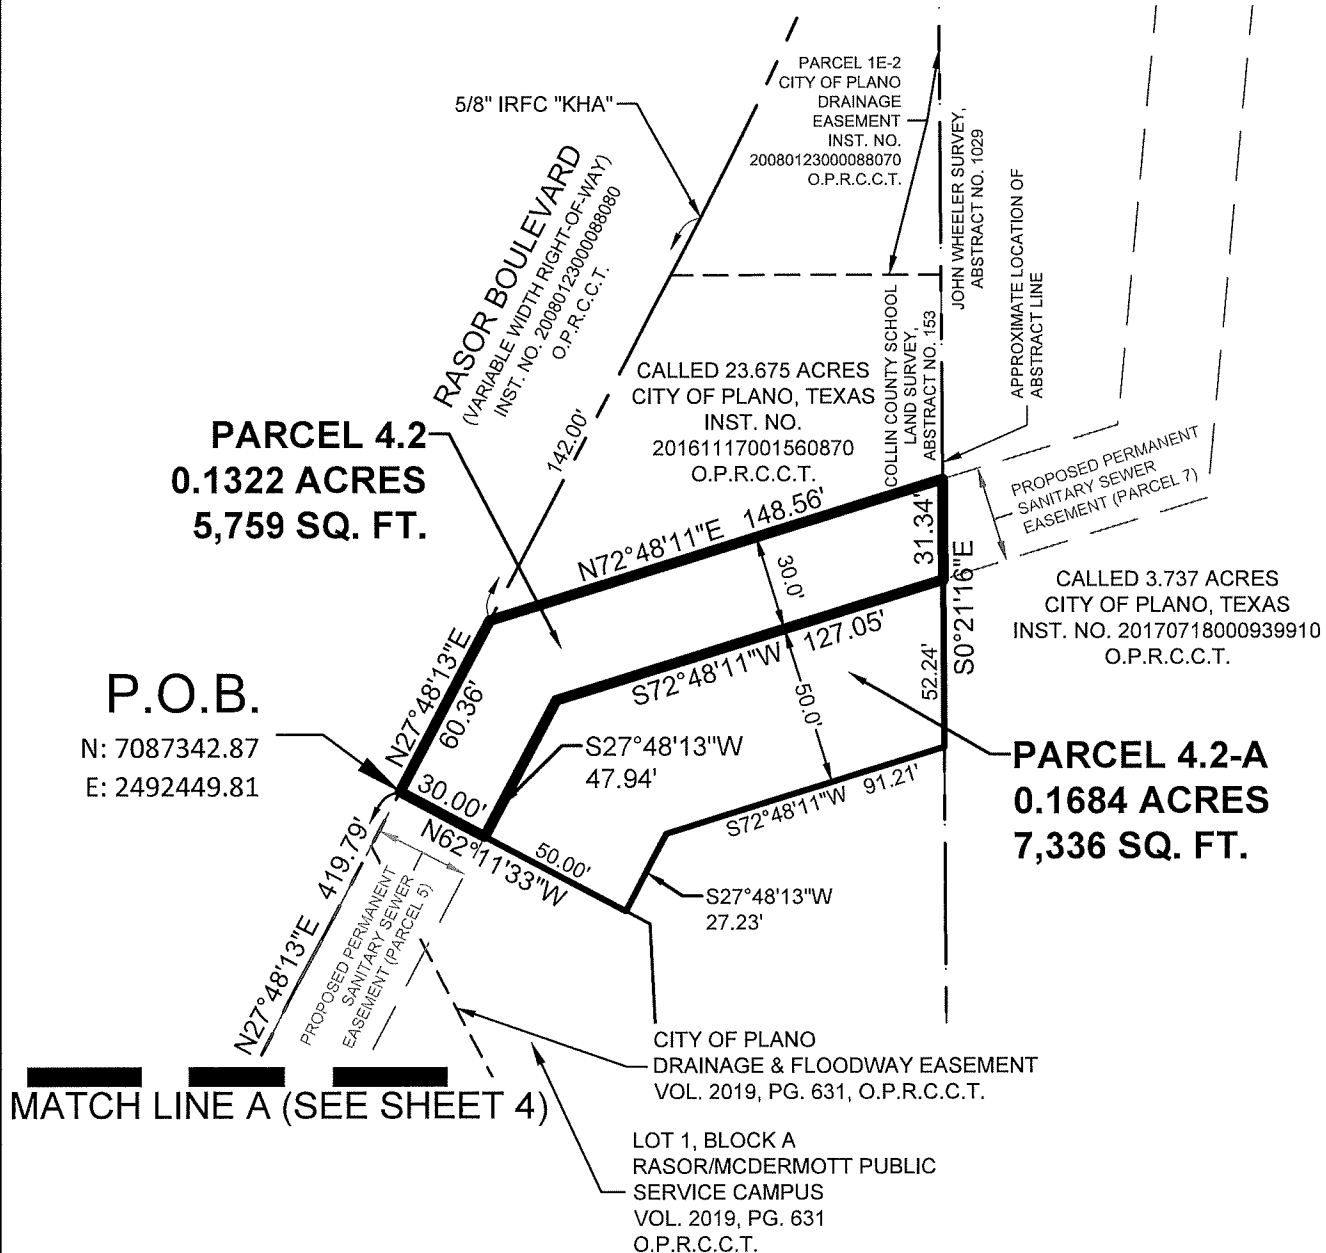 PARCEL 1E-2
CITY OF PLANO
DRAINAGE
EASEMENT
INST. NO.
20080123000088070
O.P.R.C.C.T.
5/8" IRFC "KHA"
JOHN WHEELER SURVEY,
ABSTRACT NO. 1029
RASOR BOULEVARD
(VARIABLE WIDTH RIGHT-OF-WAY)
INST. NO. 20080123000088080
O.P.R.C.C.T.
APPROXIMATE LOCATION OF
ABSTRACT LINE
COLLIN COUNTY SCHOOL
LAND SURVEY,
ABSTRACT NO. 153
CALLED 23.675 ACRES
CITY OF PLANO, TEXAS
INST. NO.
20161117001560870
O.P.R.C.C.T.
142.00'
PARCEL 4.2
0.1322 ACRES
5,759 SQ. FT.
PROPOSED PERMANENT
SANITARY SEWER
EASEMENT (PARCEL 7)
N72°48'11"E 148.56'
31.34'
S0°21'16"E
30.0'
CALLED 3.737 ACRES
CITY OF PLANO, TEXAS
INST. NO. 20170718000939910
O.P.R.C.C.T.
S72°48'11"W 127.05'
N27°48'13"E
60.36'
52.24'
50.0'
P.O.B.
N: 7087342.87
E: 2492449.81
S27°48'13"W
47.94'
PARCEL 4.2-A
0.1684 ACRES
7,336 SQ. FT.
30.00'
N62°11'33"W
50.00'
S72°48'11"W 91.21'
S27°48'13"W
27.23'
N27°48'13"E 419.79'
PROPOSED PERMANENT
SANITARY SEWER
EASEMENT (PARCEL 5)
CITY OF PLANO
DRAINAGE & FLOODWAY EASEMENT
VOL. 2019, PG. 631, O.P.R.C.C.T.
MATCH LINE A (SEE SHEET 4)
LOT 1, BLOCK A
RASOR/MCDERMOTT PUBLIC
SERVICE CAMPUS
VOL. 2019, PG. 631
O.P.R.C.C.T.